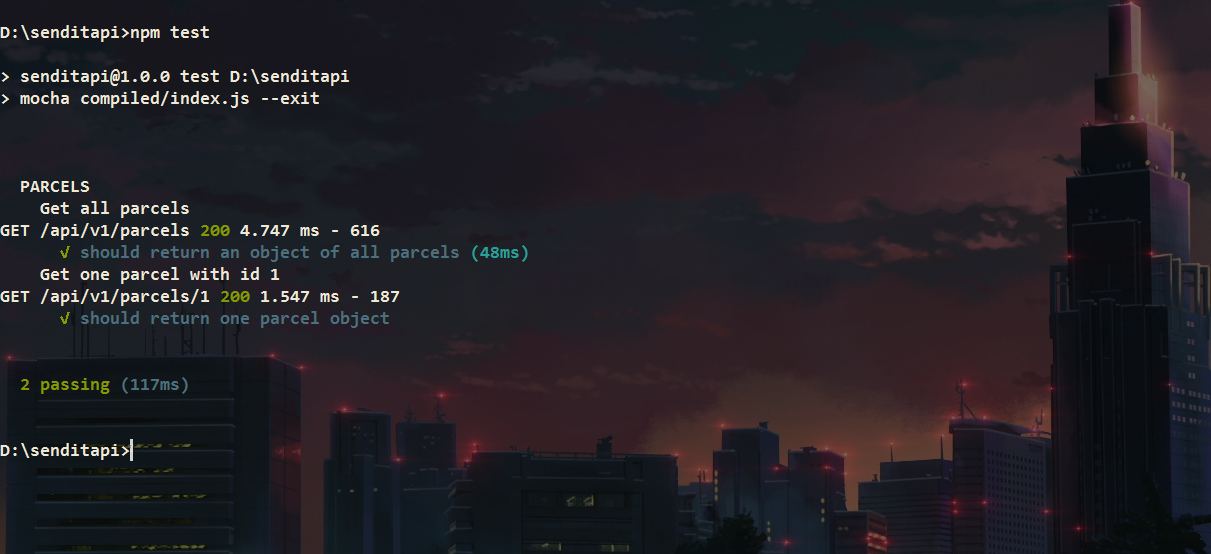 D:\senditapi>npm test
> senditapi@1.0.0 test D:\senditapi
> mocha compiled/index.js --exit
PARCELS
Get all parcels
GET /api/v1/parcels 200 4.747 ms - 616
√ should return an object of all parcels (48ms)
Get one parcel with id 1
GET /api/v1/parcels/1 200 1.547 ms - 187
√ should return one parcel object
2 passing (117ms)
D:\senditapi>